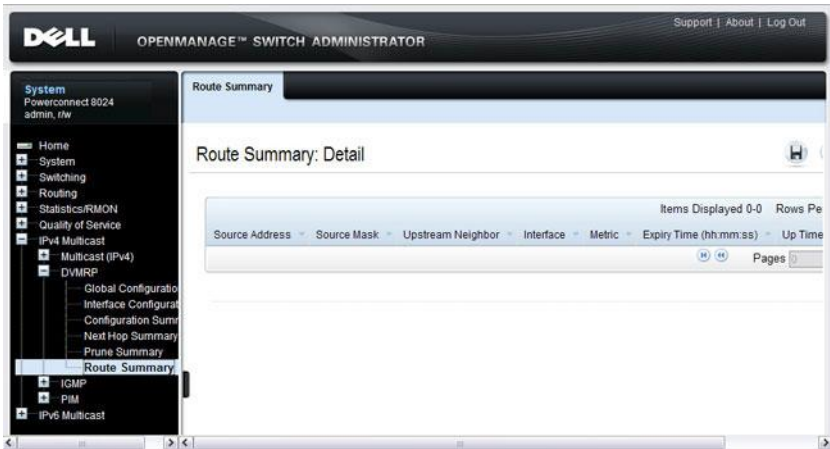 DELL
OPENMANAGE™ SWITCH ADMINISTRATOR
Support | About | Log Out
System
Powerconnect 8024
admin, r/w
Home
System
Switching
Routing
Statistics/RMON
Quality of Service
IPv4 Multicast
Multicast (IPv4)
DVMRP
Global Configuratio
Interface Configurat
Configuration Summ
Next Hop Summary
Prune Summary
Route Summary
IGMP
PIM
IPv6 Multicast
Route Summary
Route Summary: Detail
Items Displayed 0-0 Rows Pe
Source Address Source Mask Upstream Neighbor Interface Metric Expiry Time (hh:mm:ss) Up Time
Pages 0